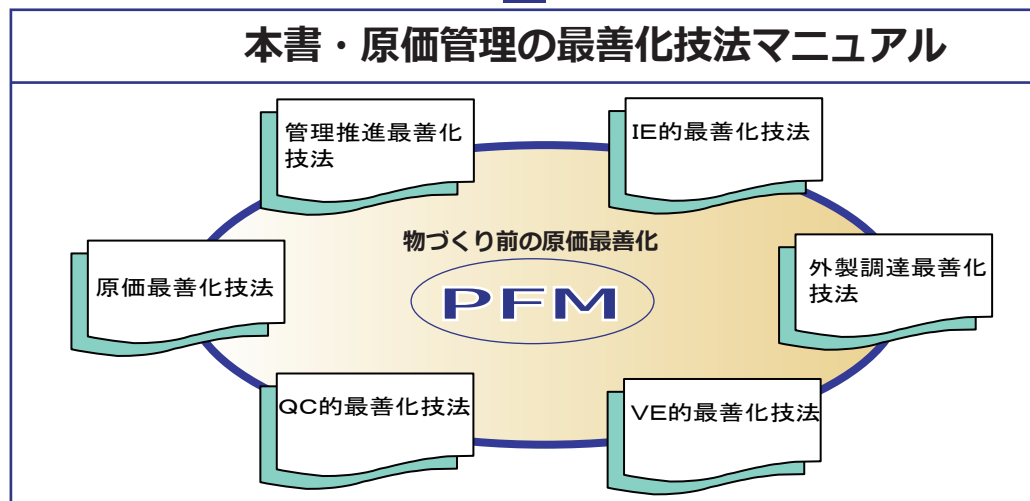 本書・原価管理の最善化技法マニュアル
管理推進最善化
技法
IE的最善化技法
物づくり前の原価最善化
PFM
原価最善化技法
外製調達最善化
技法
QC的最善化技法
VE的最善化技法